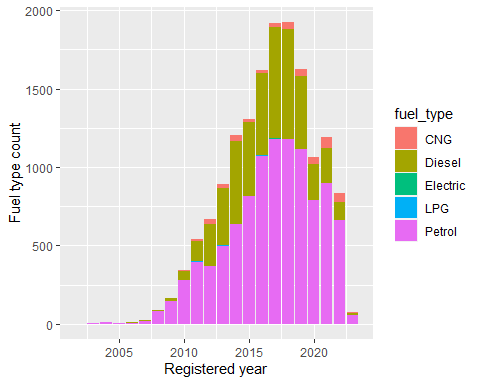 2000
1500
1000
500
0
Fuel type count
2005 2010 2015 2020
Registered year
fuel_type
CNG
Diesel
Electric
LPG
Petrol